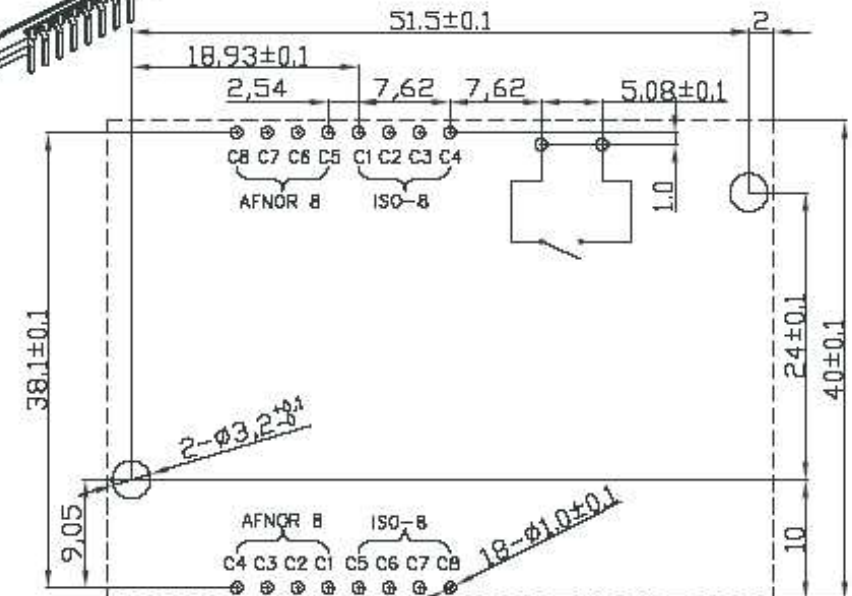 51.5±0.1
2
18,93±0,1
2,54
7,62
7,62
5,08±0,1
C8 C7 C6 C5 C1 C2 C3 C4
AFNOR 8
ISO-8
1.0
38.1±0.1
24±0.1
40±0.1
2-Ø3,2+0.1 -0
9,05
AFNOR 8
ISO-8
18-Ø1.0±0.1
10
C4 C3 C2 C1 C5 C6 C7 C8